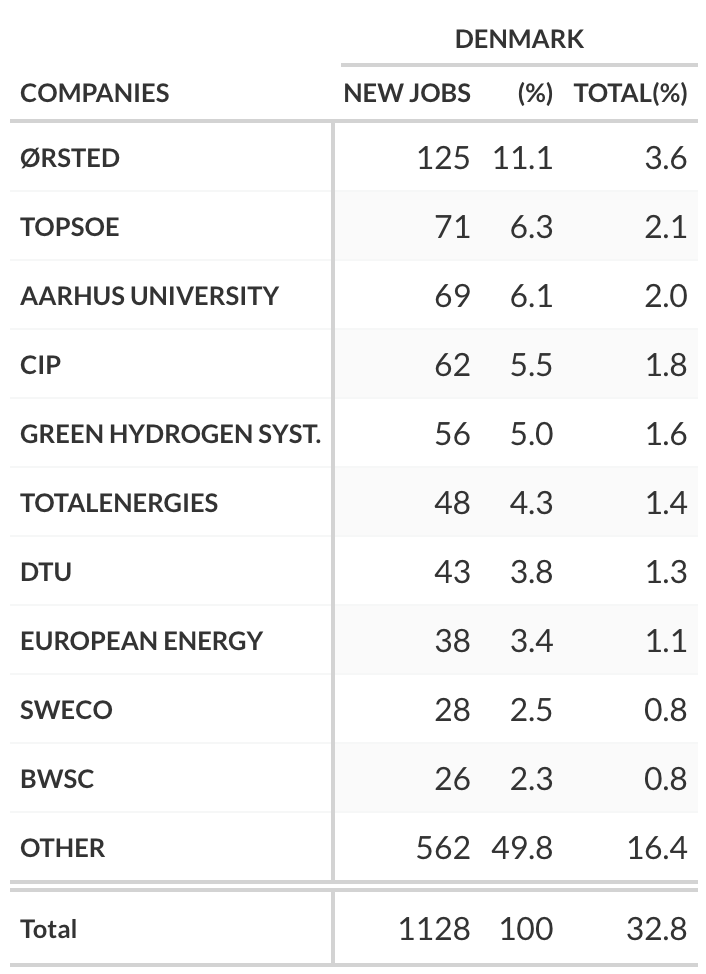 DENMARK
COMPANIES NEW JOBS (%) TOTAL(%)
ØRSTED 125 11.1 3.6
TOPSOE 71 6.3 2.1
AARHUS UNIVERSITY 69 6.1 2.0
CIP 62 5.5 1.8
GREEN HYDROGEN SYST. 56 5.0 1.6
TOTALENERGIES 48 4.3 1.4
DTU 43 3.8 1.3
EUROPEAN ENERGY 38 3.4 1.1
SWECO 28 2.5 0.8
BWSC 26 2.3 0.8
OTHER 562 49.8 16.4
Total 1128 100 32.8